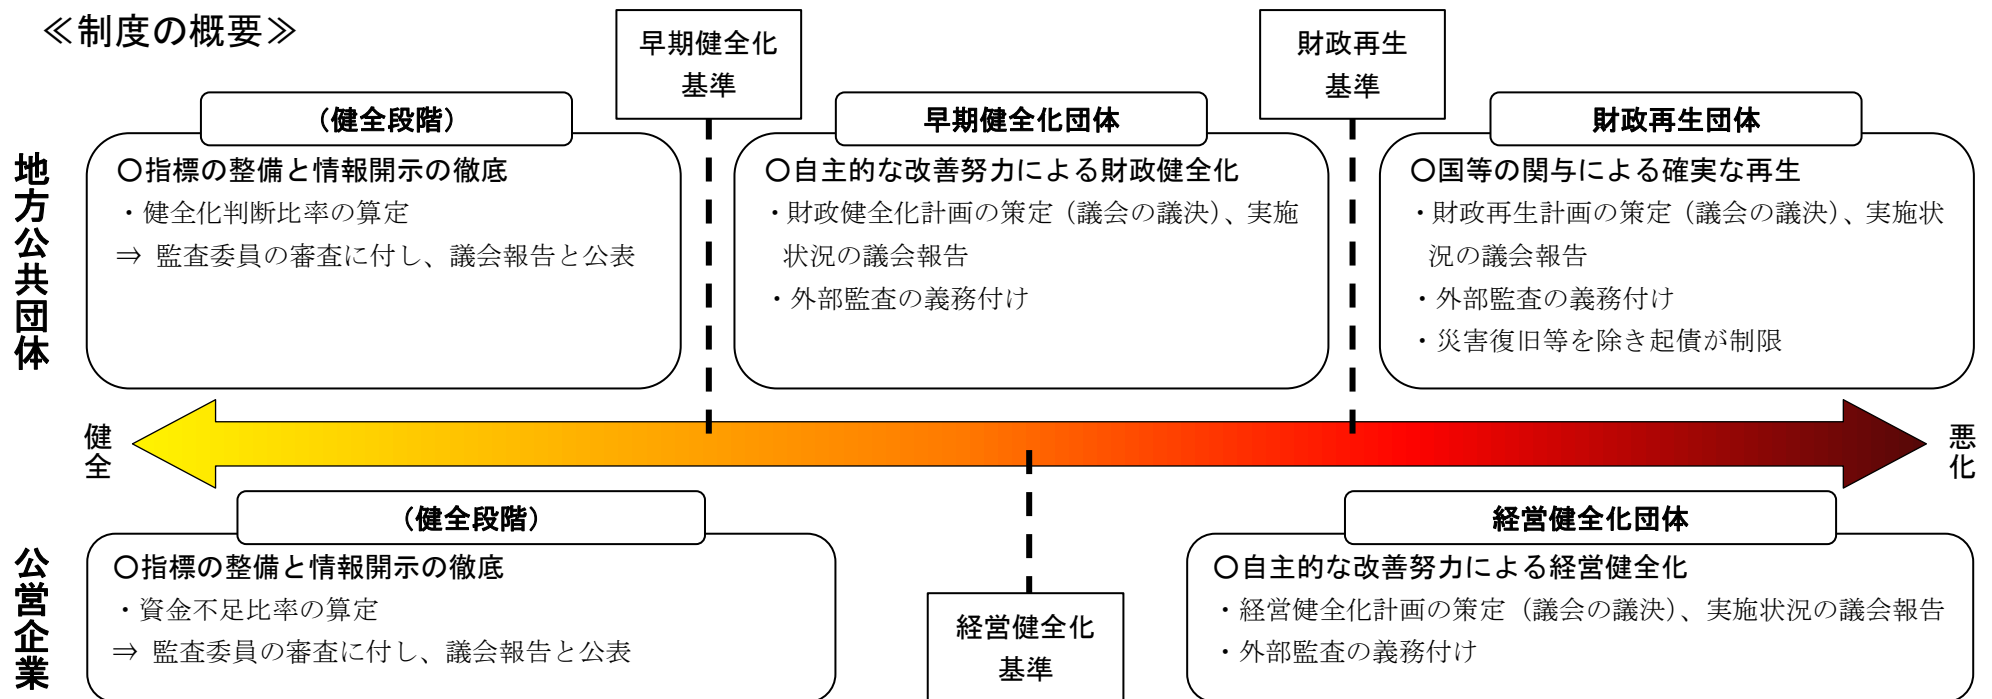 ≪制度の概要≫
早期健全化
基準
財政再生
基準
地方公共団体
（健全段階）
〇指標の整備と情報開示の徹底
・健全化判断比率の算定
⇒ 監査委員の審査に付し、議会報告と公表
早期健全化団体
〇自主的な改善努力による財政健全化
・財政健全化計画の策定（議会の議決）、実施
状況の議会報告
・外部監査の義務付け
財政再生団体
〇国等の関与による確実な再生
・財政再生計画の策定（議会の議決）、実施状
況の議会報告
・外部監査の義務付け
・災害復旧等を除き起債が制限
健全
悪化
公営企業
（健全段階）
〇指標の整備と情報開示の徹底
・資金不足比率の算定
⇒ 監査委員の審査に付し、議会報告と公表
経営健全化
基準
経営健全化団体
〇自主的な改善努力による経営健全化
・経営健全化計画の策定（議会の議決）、実施状況の議会報告
・外部監査の義務付け